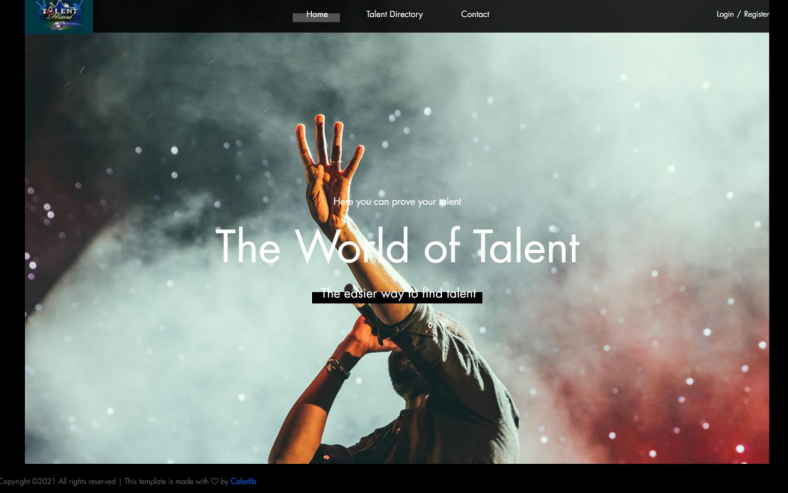 TALENT
Home
Talent Directory
Contact
Login / Register
Here you can prove your talent
The World of Talent
The easier way to find talent
Copyright ©2021 All rights reserved | This template is made with ♡ by Colorlib